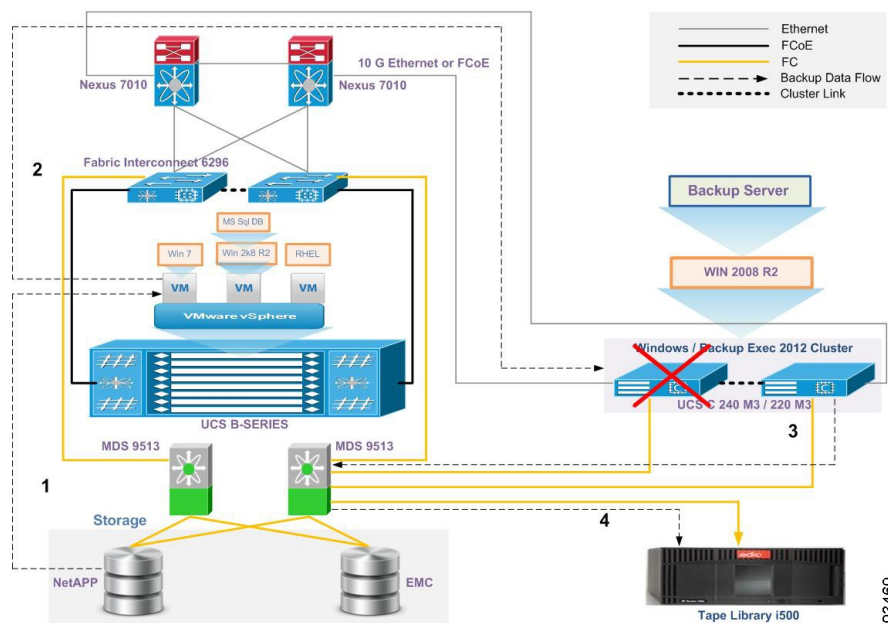 Ethernet
FCoE
FC
Backup Data Flow
Cluster Link
10 G Ethernet or FCoE
Nexus 7010
Nexus 7010
2
Fabric Interconnect 6296
MS Sql DB
Win 7
Win 2k8 R2
RHEL
VM
VM
VM
VMware vSphere
UCS B-SERIES
Backup Server
WIN 2008 R2
Windows / Backup Exec 2012 Cluster
UCS C 240 M3 / 220 M3
3
MDS 9513
MDS 9513
1
Storage
4
NetAPP
EMC
Tape Library i500